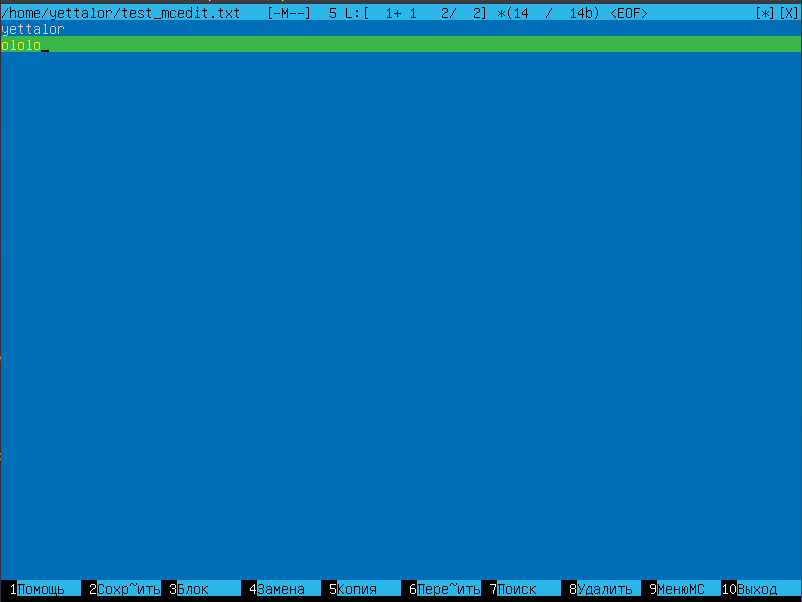 /home/yettalor/test_mcedit.txt [-M--] 5 L:[ 1+ 1 2/ 2] *(14 / 14b) <EOF> [*][X]
yettalor
ololo
1Помощь 2Сохр~ить 3Блок 4Замена 5Копия 6Пере~ить 7Поиск 8Удалить 9МенюMC 10Выход